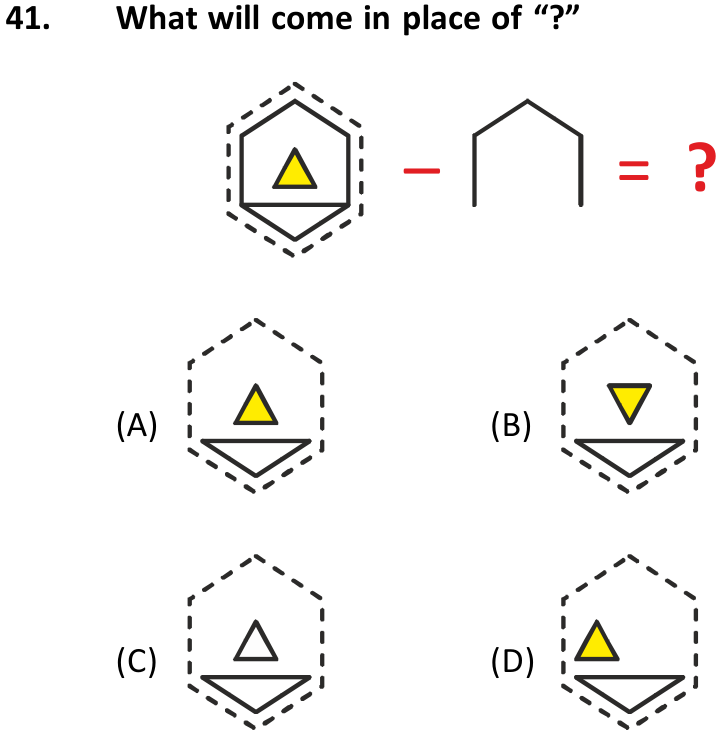 41. What will come in place of “?”
– = ?
(A) (B)
(C) (D)